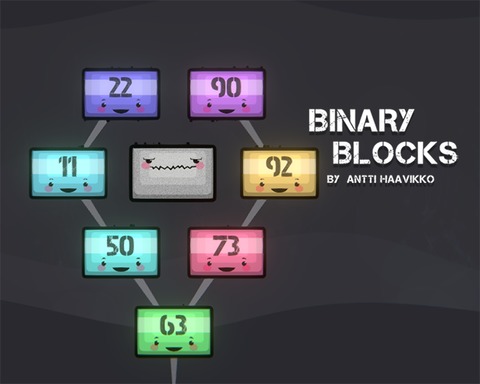 22 90
BINARY
BLOCKS
11 92
BY ANTTI HAAVIKKO
50 73
63